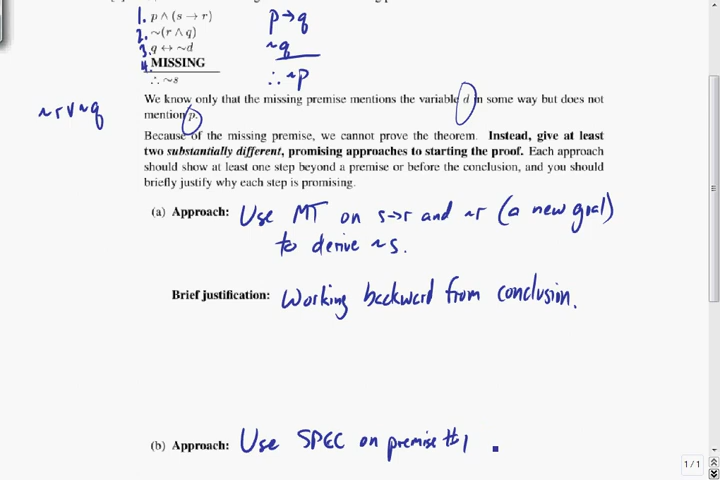 1. p ∧ (s → r)
2. ~(r ∧ q)
3. q ↔ ~d
4. MISSING
∴ ~s
p→q
~q
∴ ~p
~r v ~q
We know only that the missing premise mentions the variable d in some way but does not
mention p.
Because of the missing premise, we cannot prove the theorem. Instead, give at least
two substantially different, promising approaches to starting the proof. Each approach
should show at least one step beyond a premise or before the conclusion, and you should
briefly justify why each step is promising.
(a) Approach: Use MT on s→r and ~r (a new goal)
to derive ~s.
Brief justification: Working backward from conclusion.
(b) Approach: Use SPEC on premise #1
1/1